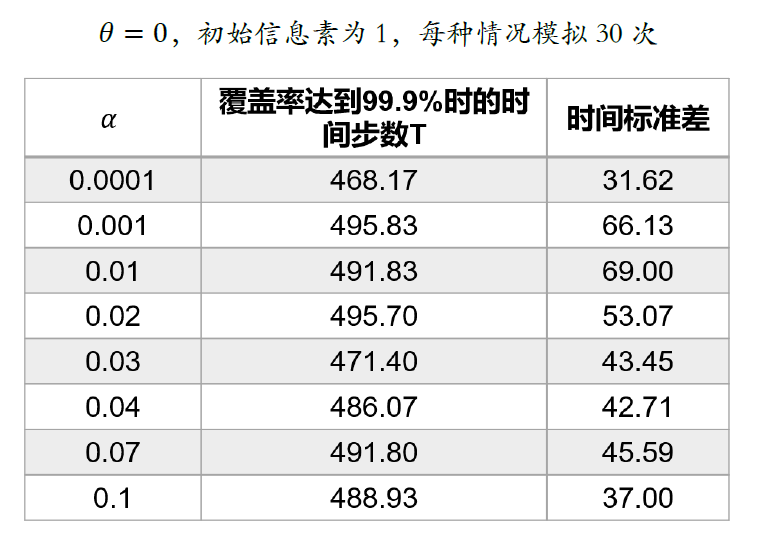 θ = 0，初始信息素为 1，每种情况模拟 30 次
α 覆盖率达到99.9%时的时间步数T 时间标准差
0.0001 468.17 31.62
0.001 495.83 66.13
0.01 491.83 69.00
0.02 495.70 53.07
0.03 471.40 43.45
0.04 486.07 42.71
0.07 491.80 45.59
0.1 488.93 37.00